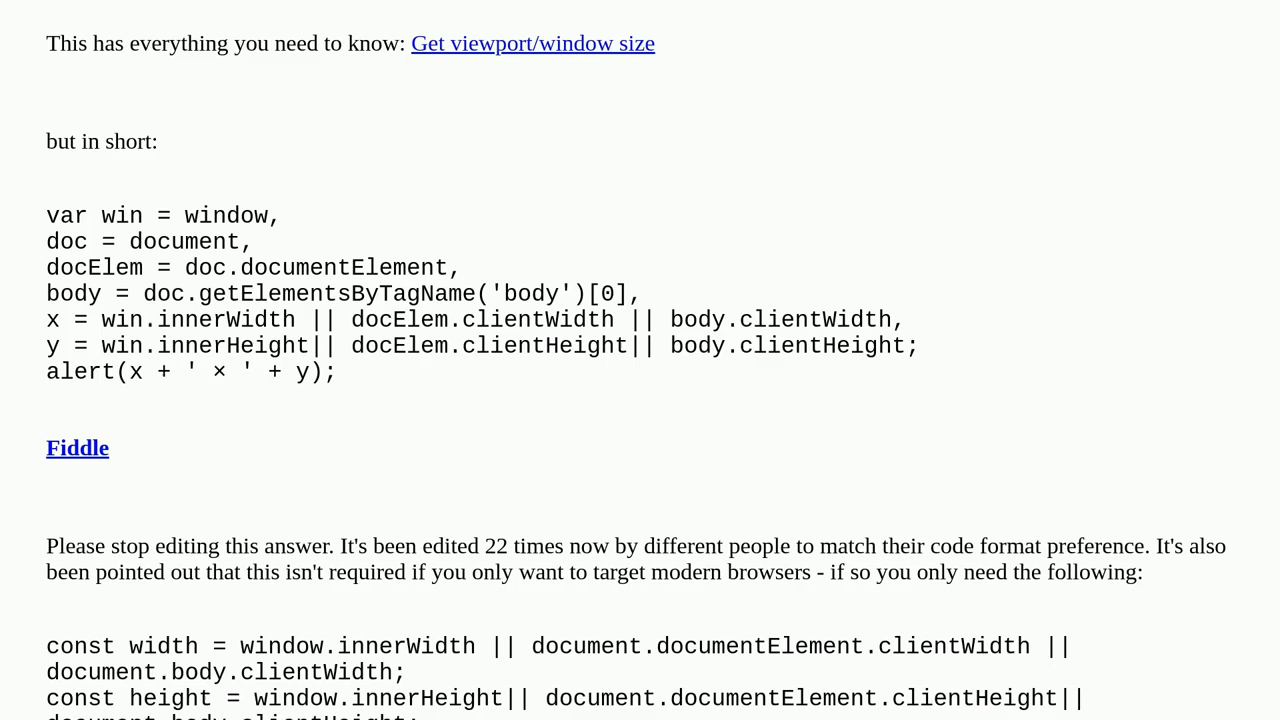 This has everything you need to know: Get viewport/window size
but in short:
var win = window,
doc = document,
docElem = doc.documentElement,
body = doc.getElementsByTagName('body')[0],
x = win.innerWidth || docElem.clientWidth || body.clientWidth,
y = win.innerHeight|| docElem.clientHeight|| body.clientHeight;
alert(x + ' × ' + y);
Fiddle
Please stop editing this answer. It's been edited 22 times now by different people to match their code format preference. It's also
been pointed out that this isn't required if you only want to target modern browsers - if so you only need the following:
const width = window.innerWidth || document.documentElement.clientWidth ||
document.body.clientWidth;
const height = window.innerHeight|| document.documentElement.clientHeight||
document.body.clientHeight;